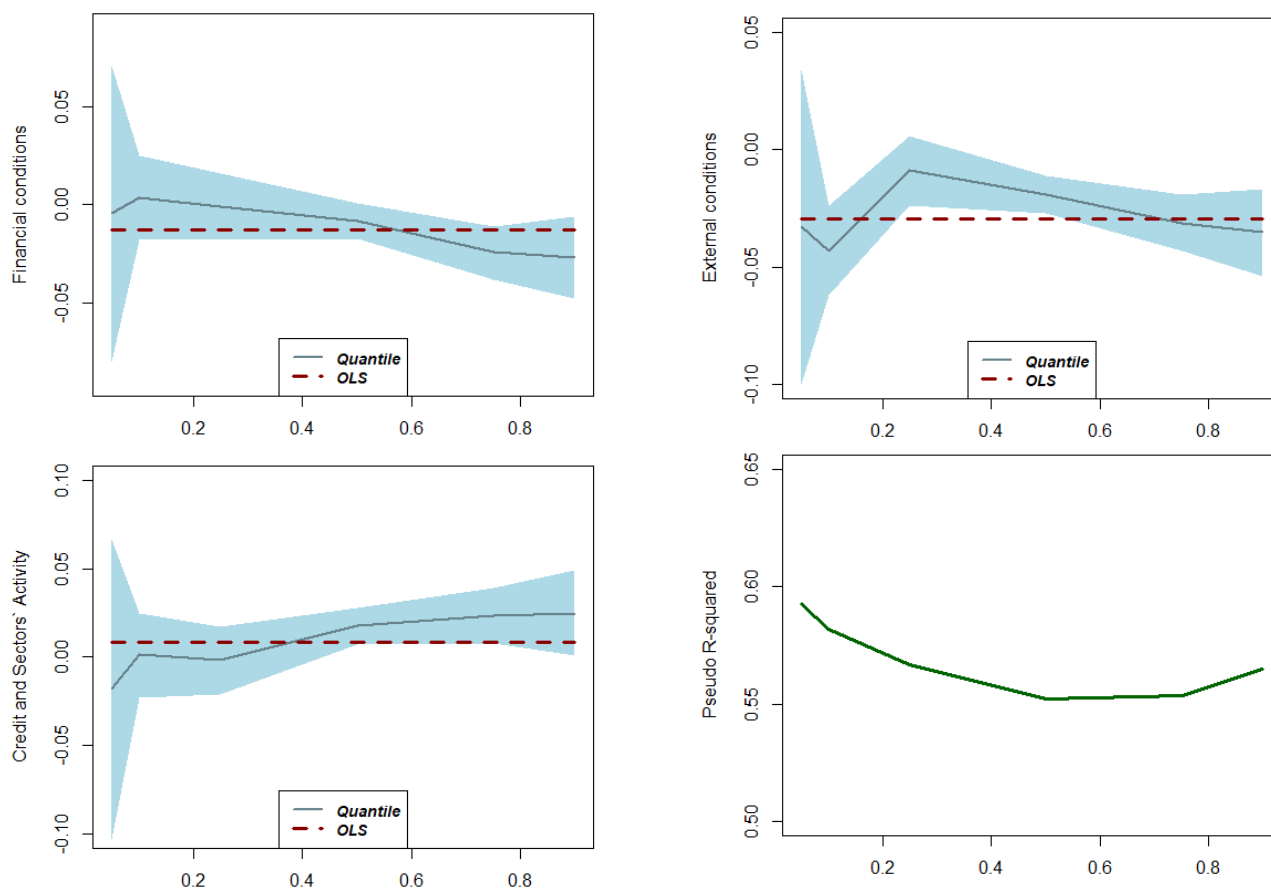 Financial conditions
0.05
0.00
-0.05
Quantile
OLS
0.2 0.4 0.6 0.8
External conditions
0.05
0.00
-0.05
-0.10
Quantile
OLS
0.2 0.4 0.6 0.8
Credit and Sectors` Activity
0.10
0.05
0.00
-0.05
-0.10
Quantile
OLS
0.2 0.4 0.6 0.8
Pseudo R-squared
0.65
0.60
0.55
0.50
0.2 0.4 0.6 0.8